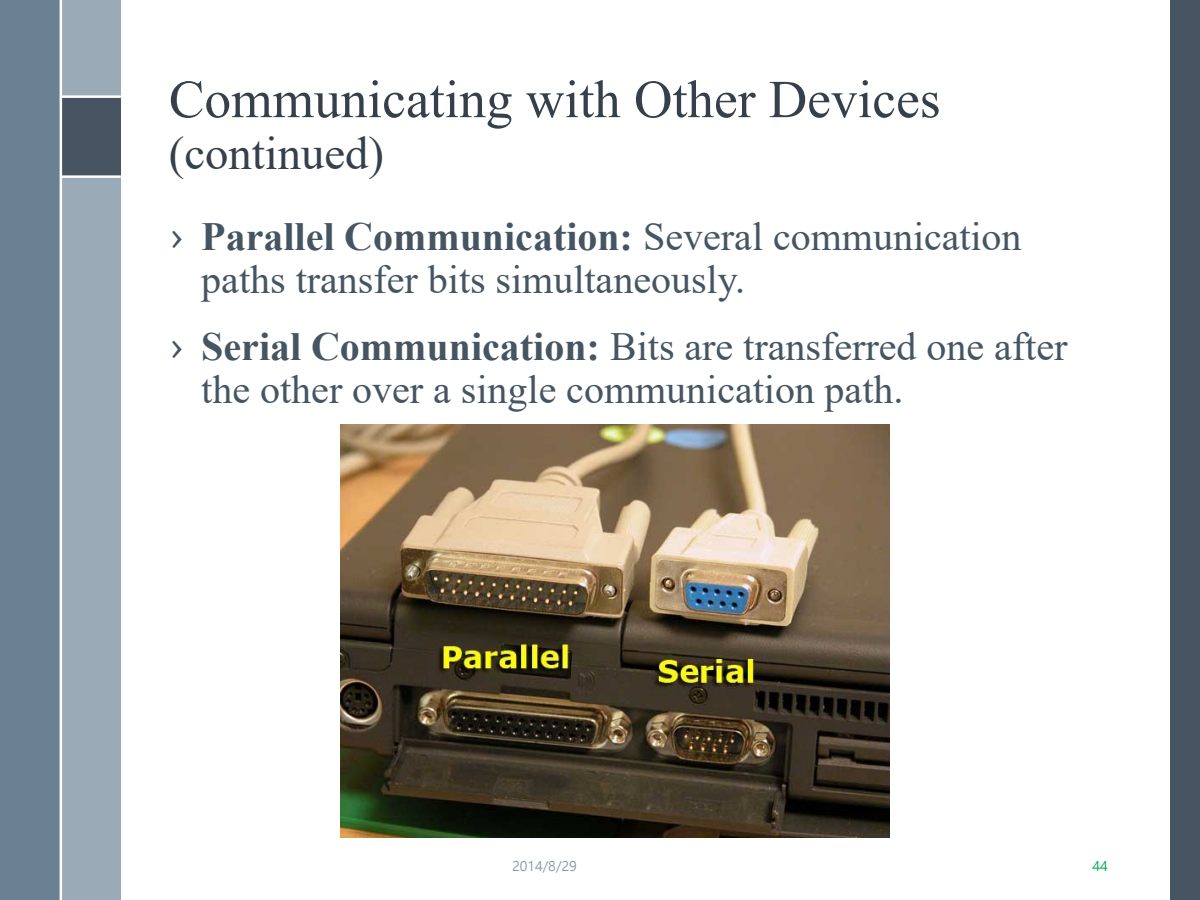 Communicating with Other Devices
(continued)
› Parallel Communication: Several communication
paths transfer bits simultaneously.
› Serial Communication: Bits are transferred one after
the other over a single communication path.
Parallel
Serial
2014/8/29
44